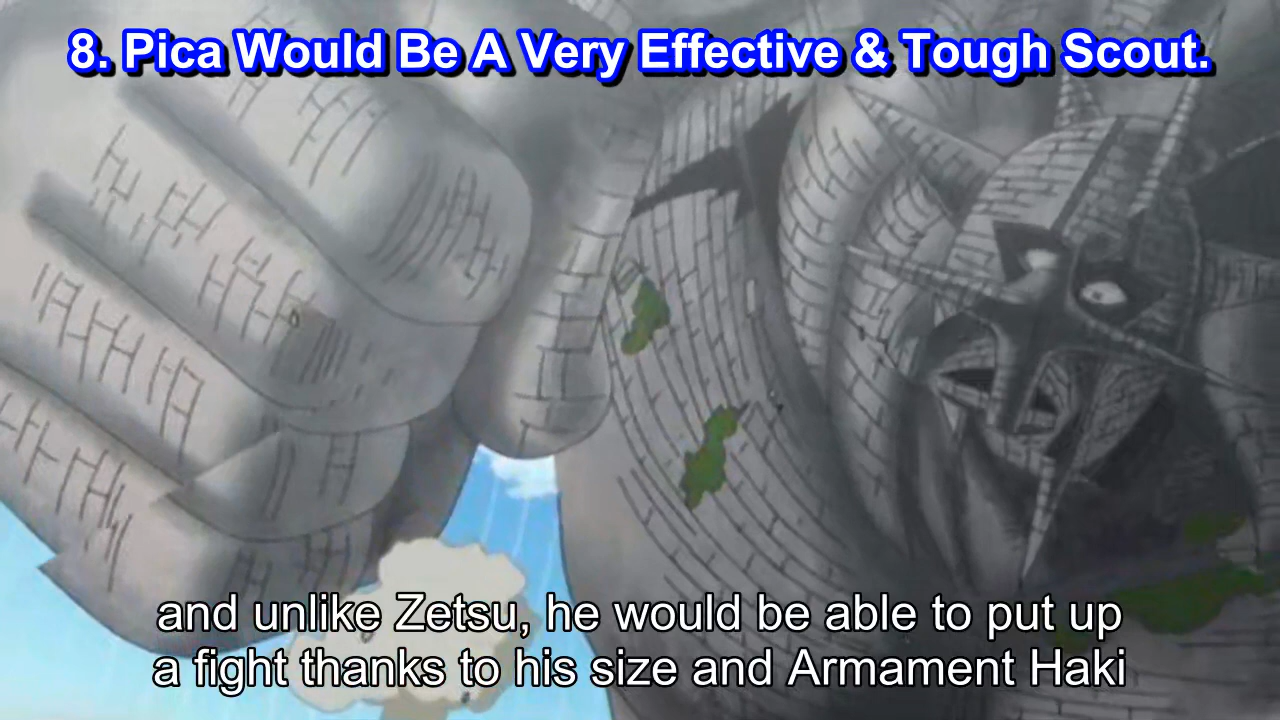 8. Pica Would Be A Very Effective & Tough Scout.
and unlike Zetsu, he would be able to put up
a fight thanks to his size and Armament Haki